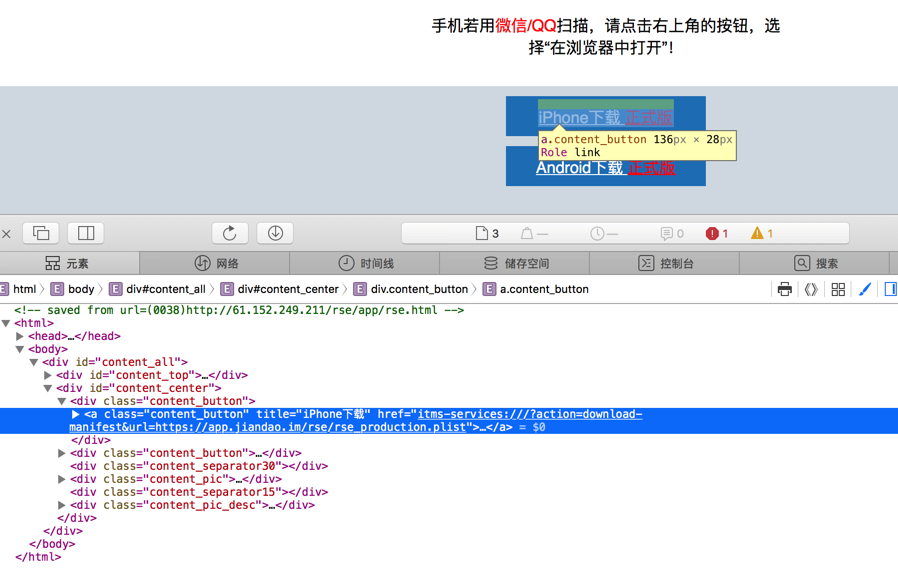 手机若用微信/QQ扫描，请点击右上角的按钮，选
择“在浏览器中打开”！
iPhone下载 正式版
a.content_button 136px × 28px
Role link
Android下载 正式版
3 — — 0 1 1
元素 网络 时间线 储存空间 控制台 搜索
E html E body E div#content_all E div#content_center E div.content_button E a.content_button
<!-- saved from url=(0038)http://61.152.249.211/rse/app/rse.html -->
<html>
<head>…</head>
<body>
<div id="content_all">
<div id="content_top">…</div>
<div id="content_center">
<div class="content_button">
<a class="content_button" title="iPhone下载" href="itms-services:///?action=download-
manifest&url=https://app.jiandao.im/rse/rse_production.plist">…</a> = $0
</div>
<div class="content_button">…</div>
<div class="content_separator30"></div>
<div class="content_pic">…</div>
<div class="content_separator15"></div>
<div class="content_pic_desc">…</div>
</div>
</div>
</body>
</html>